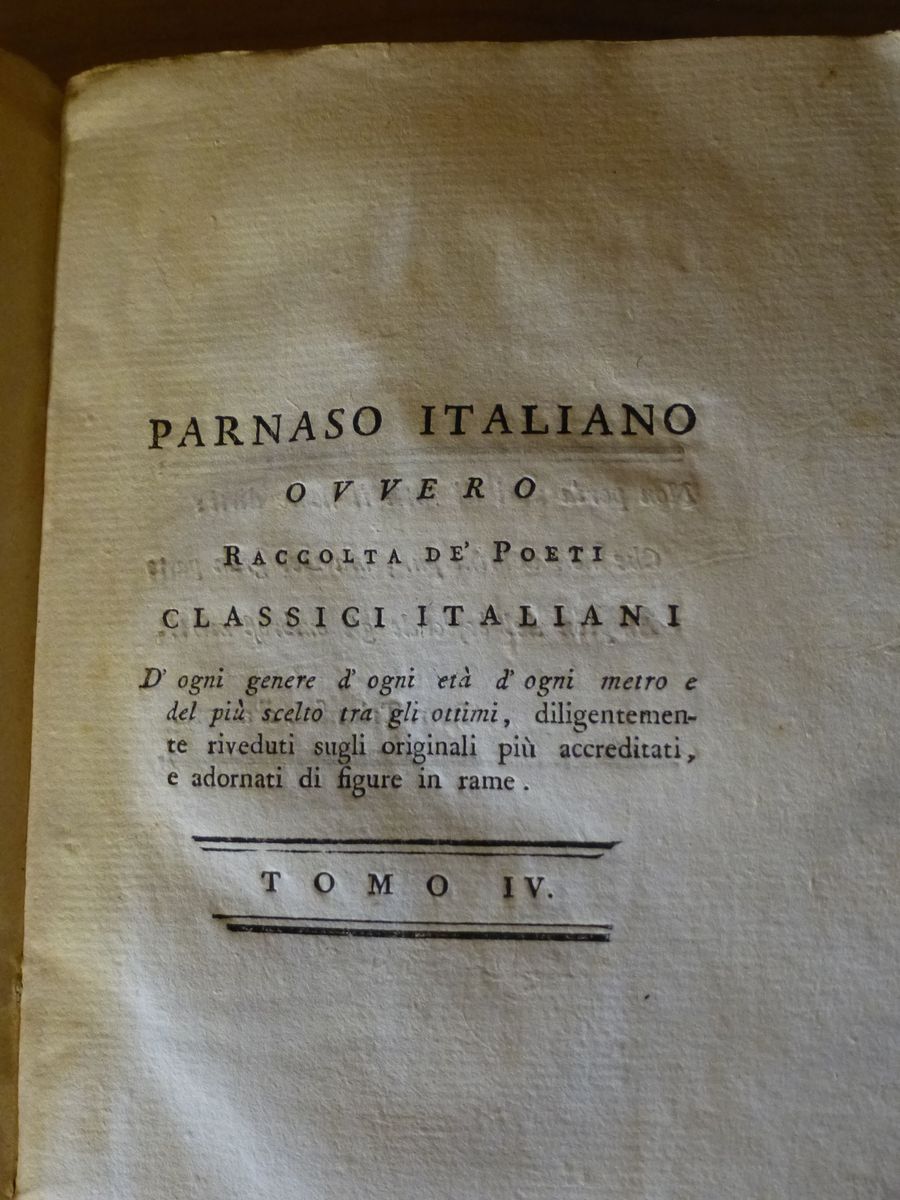 PARNASO ITALIANO
OVVERO
RACCOLTA DE' POETI
CLASSICI ITALIANI
D' ogni genere d' ogni età d' ogni metro e
del più scelto tra gli ottimi, diligentemen-
te riveduti sugli originali più accreditati,
e adornati di figure in rame.
TOMO IV.